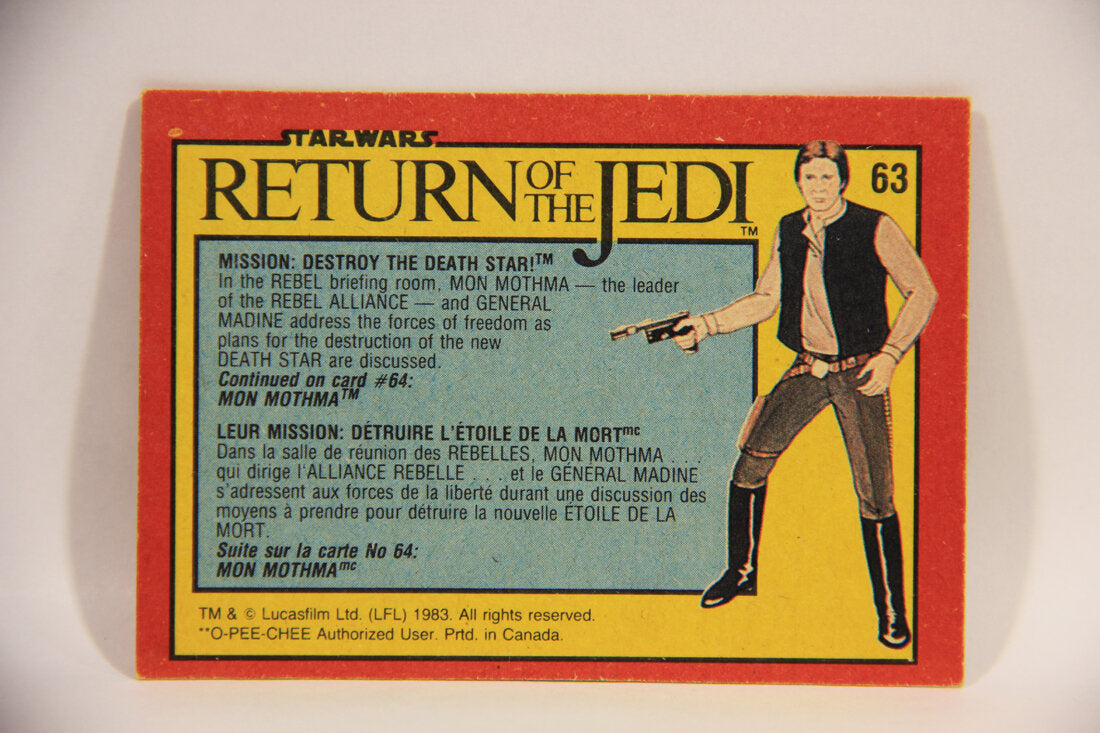 STAR WARS
RETURN OF THE JEDI TM
63
MISSION: DESTROY THE DEATH STAR!TM
In the REBEL briefing room, MON MOTHMA — the leader
of the REBEL ALLIANCE — and GENERAL
MADINE address the forces of freedom as
plans for the destruction of the new
DEATH STAR are discussed.
Continued on card #64:
MON MOTHMATM
LEUR MISSION: DÉTRUIRE L'ÉTOILE DE LA MORTmc
Dans la salle de réunion des REBELLES, MON MOTHMA . . .
qui dirige l'ALLIANCE REBELLE . . . et le GÉNÉRAL MADINE
s'adressent aux forces de la liberté durant une discussion des
moyens à prendre pour détruire la nouvelle ÉTOILE DE LA
MORT.
Suite sur la carte No 64:
MON MOTHMAmc
TM & © Lucasfilm Ltd. (LFL) 1983. All rights reserved.
**O-PEE-CHEE Authorized User. Prtd. in Canada.